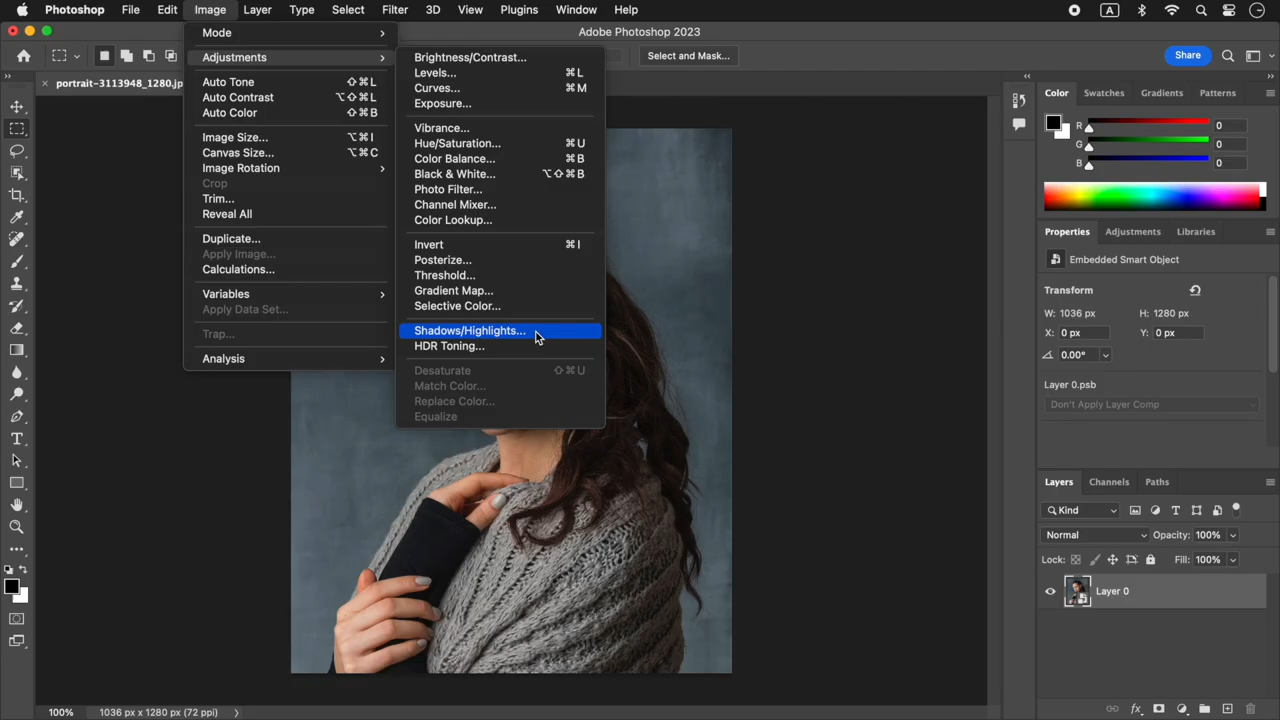 Photoshop File Edit Image Layer Type Select Filter 3D View Plugins Window Help
A
Adobe Photoshop 2023
Select and Mask...
Share
× portrait-3113948_1280.jp
Mode >
Adjustments >
Auto Tone ⇧⌘L
Auto Contrast ⌥⇧⌘L
Auto Color ⇧⌘B
Image Size... ⌥⌘I
Canvas Size... ⌥⌘C
Image Rotation >
Crop
Trim...
Reveal All
Duplicate...
Apply Image...
Calculations...
Variables >
Apply Data Set...
Trap...
Analysis >
Brightness/Contrast...
Levels... ⌘L
Curves... ⌘M
Exposure...
Vibrance...
Hue/Saturation... ⌘U
Color Balance... ⌘B
Black & White... ⌥⇧⌘B
Photo Filter...
Channel Mixer...
Color Lookup...
Invert ⌘I
Posterize...
Threshold...
Gradient Map...
Selective Color...
Shadows/Highlights...
HDR Toning...
Desaturate ⇧⌘U
Match Color...
Replace Color...
Equalize
Color Swatches Gradients Patterns
R 0
G 0
B 0
Properties Adjustments Libraries
Embedded Smart Object
Transform
W: 1036 px H: 1280 px
X: 0 px Y: 0 px
0.00°
Layer 0.psb
Don't Apply Layer Comp
Layers Channels Paths
Kind
Normal Opacity: 100%
Lock: Fill: 100%
Layer 0
fx
100% 1036 px x 1280 px (72 ppi) >